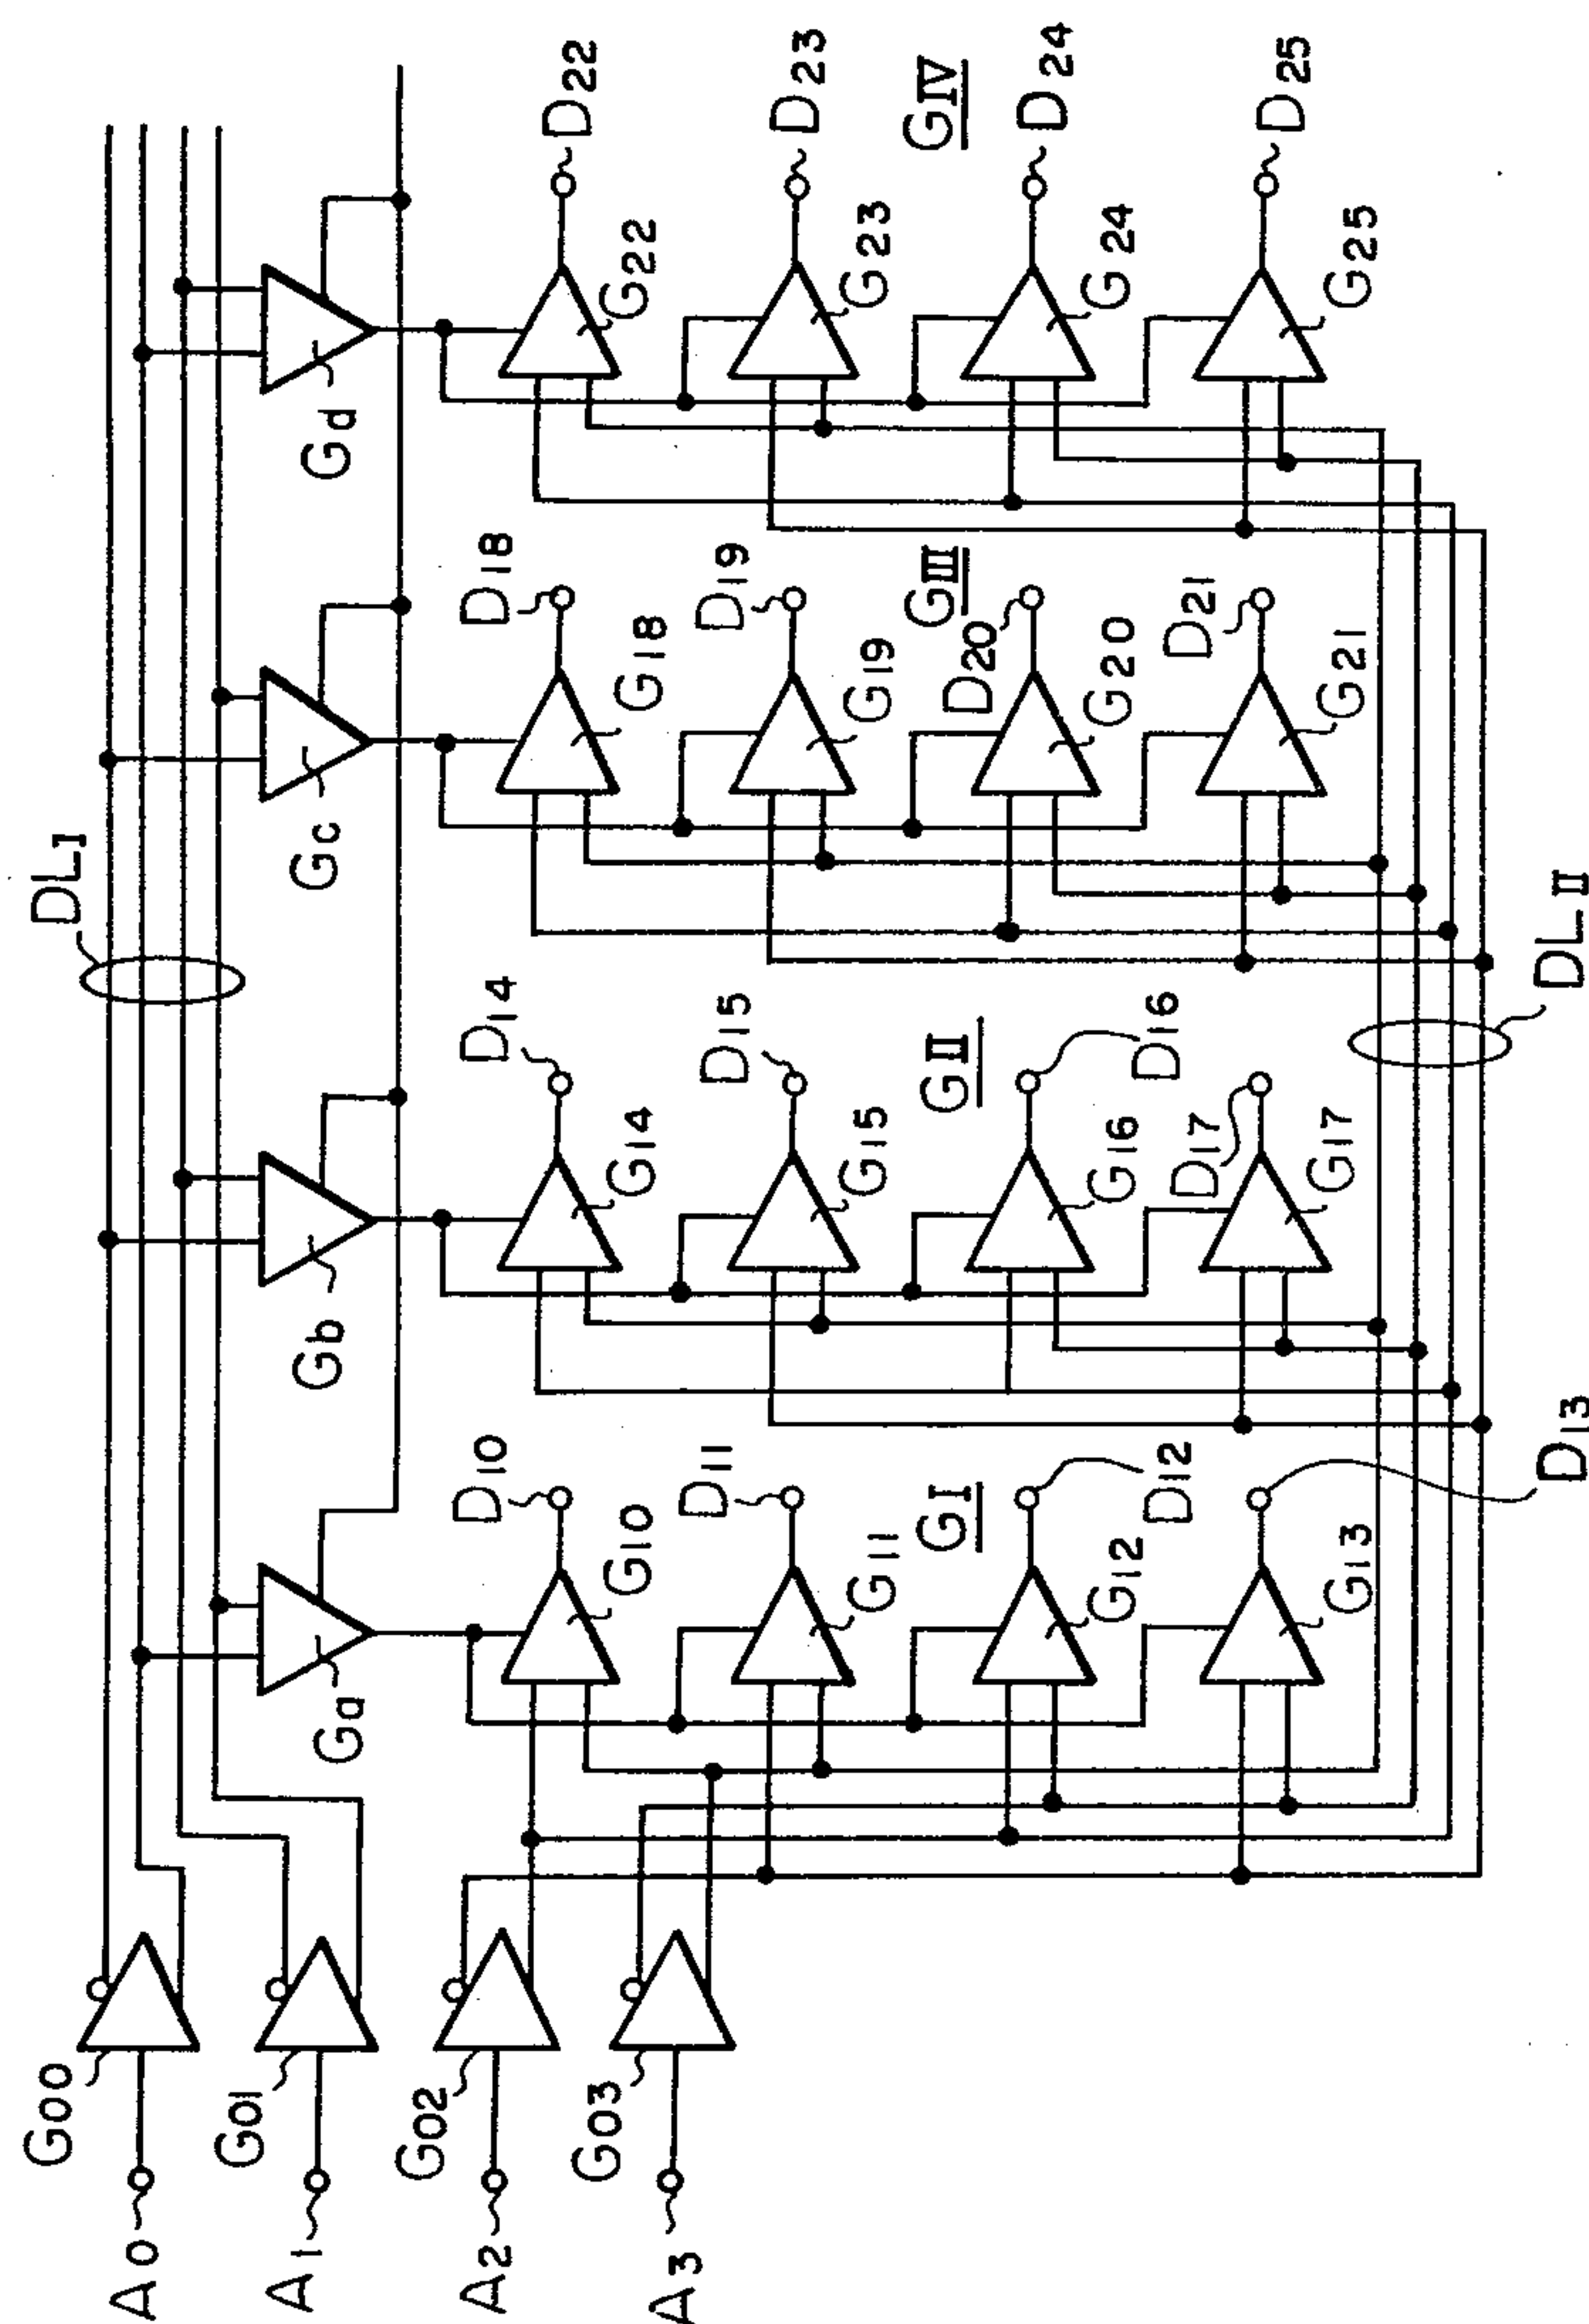 DLI
Ga
Gb
Gc
Gd
G00
A0
G01
A1
G02
A2
G03
A3
D10
G10
D11
G11
GI
D12
G12
D13
G13
D14
G14
D15
G15
GII
D16
G16
D17
G17
D18
G18
D19
G19
GIII
D20
G20
D21
G21
D22
G22
D23
G23
GIV
D24
G24
D25
G25
DLII